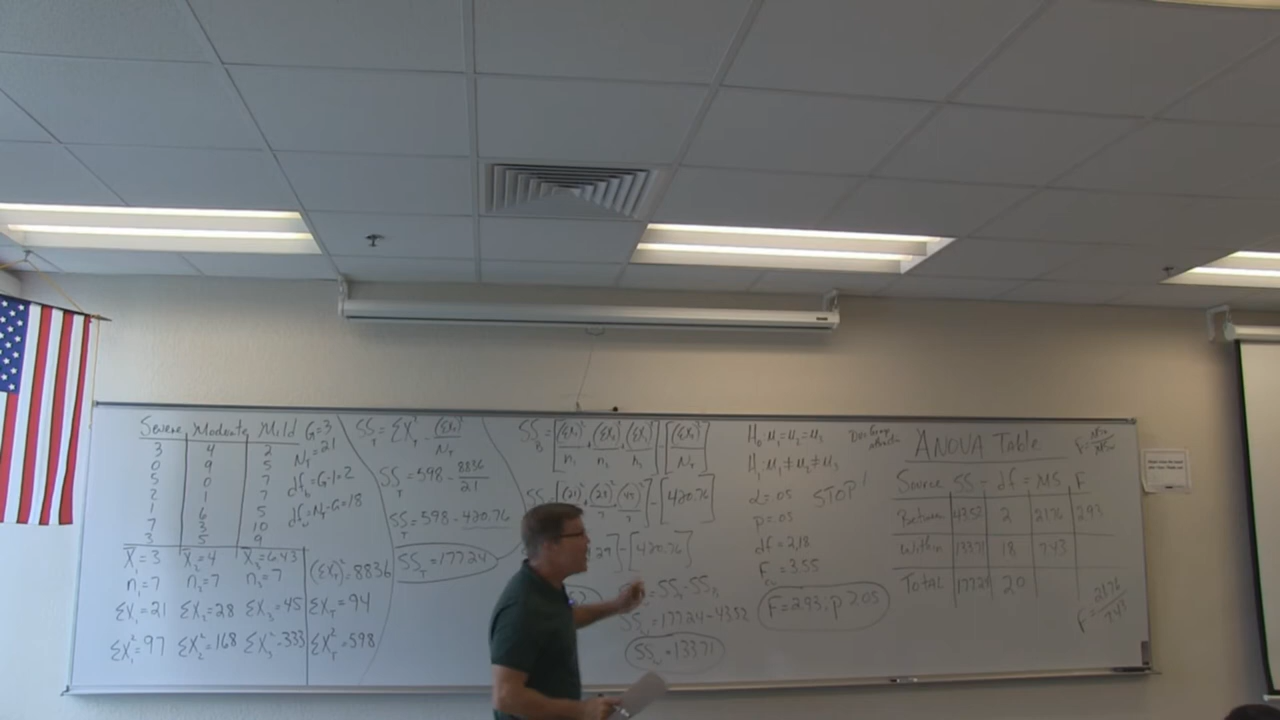 Severe Moderate Mild
3 4 2
0 9 5
5 0 7
2 1 7
1 6 5
7 3 10
3 5 9
X̄₁=3 X̄₂=4 X̄₃=6.43
n₁=7 n₂=7 n₃=7
ΣX₁=21 ΣX₂=28 ΣX₃=45 ΣX_T=94
ΣX₁²=97 ΣX₂²=168 ΣX₃²=333 ΣX_T²=598
(ΣX_T)²=8836
G=3
N_T=21
df_b=G-1=2
df_w=N_T-G=18
SS_T=ΣX_T²-(ΣX_T)²/N_T
SS_T=598-8836/21
SS_T=598-420.76
SS_T=177.24
SS_B=[(ΣX₁)²/n₁+(ΣX₂)²/n₂+(ΣX₃)²/n₃]-[(ΣX_T)²/N_T]
[(21)²/7+(28)²/7+(45)²/7]-[420.76]
]-[420.76]
=SS_T-SS_B
SS_W=177.24-43.52
SS_W=133.71
H₀:μ₁=μ₂=μ₃
H₁:μ₁≠μ₂≠μ₃
α=.05 STOP!
p=.05
df=2,18
F_cv=3.55
F=2.93; p>.05
ANOVA Table
Source SS ÷ df = MS F
Between 43.52 2 21.76 2.93
Within 133.71 18 7.43
Total 177.24 20
F=21.76/7.43